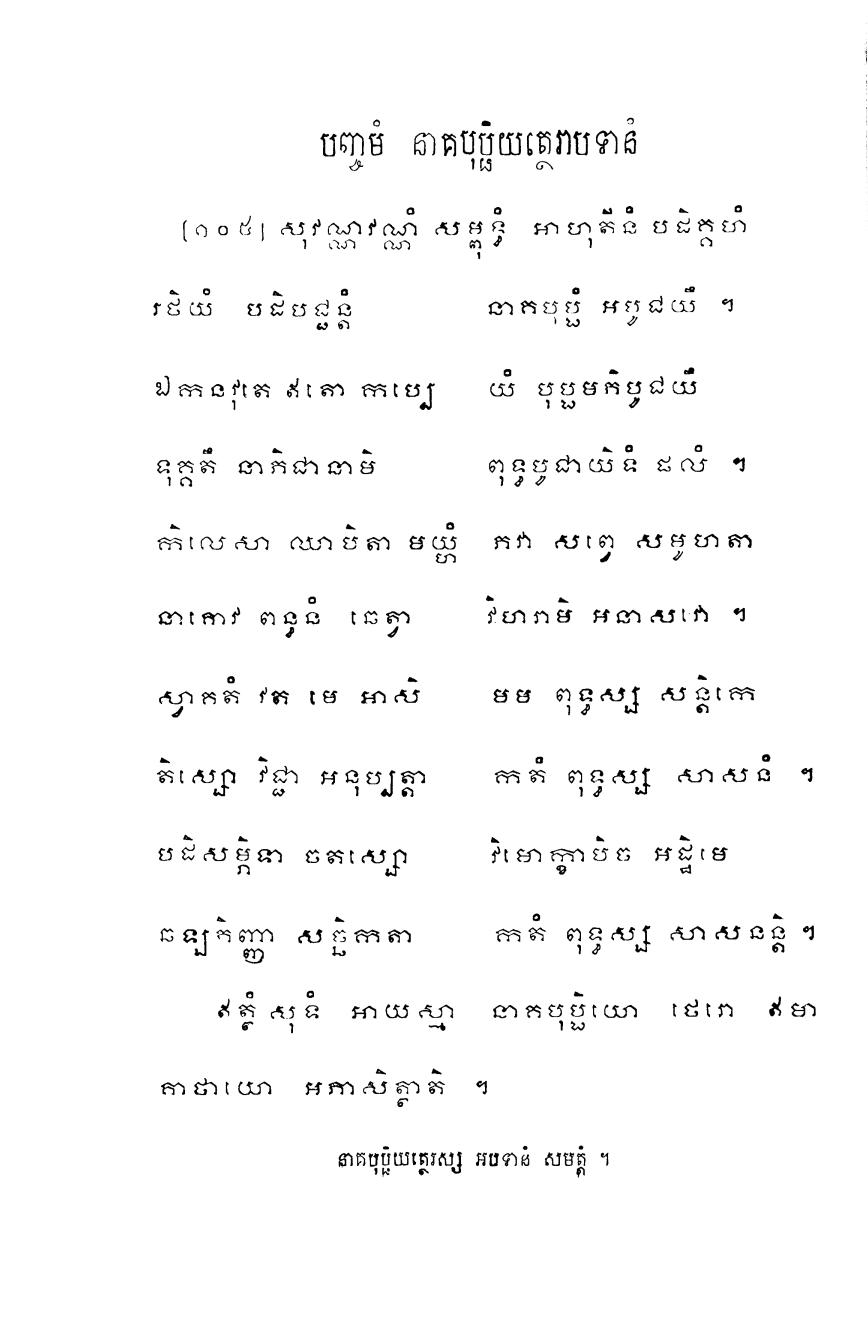 បញ្ចមំ នាគបុប្ផិយត្ថេរាបទានំ
[១០៥] សុវណ្ណវណ្ណំ សម្ពុទ្ធំ អាហុតីនំ បដិគ្គហំ
រថិយំ បដិបជ្ជន្តំ នាគបុប្ផំ អបូជយឹ ។
ឯកនវុតេ ឥតោ កប្បេ យំ បុប្ផមភិបូជយឹ
ទុគ្គតឹ នាភិជានាមិ ពុទ្ធបូជាយិទំ ផលំ ។
កិលេសា ឈាបិតា មយ្ហំ ភវា សព្វេ សមូហតា
នាគោវ ពន្ធនំ ឆេត្វា វិហរាមិ អនាសវោ ។
ស្វាគតំ វត មេ អាសិ មម ពុទ្ធស្ស សន្តិកេ
តិស្សោ វិជ្ជា អនុប្បត្តា កតំ ពុទ្ធស្ស សាសនំ ។
បដិសម្ភិទា ចតស្សោ វិមោក្ខាបិច អដ្ឋិមេ
ឆឡភិញ្ញា សច្ឆិកតា កតំ ពុទ្ធស្ស សាសនន្តិ ។
ឥត្ថំ សុទំ អាយស្មា នាគបុប្ផិយោ ថេរោ ឥមា
គាថាយោ អភាសិត្ថាតិ ។
នាគបុប្ផិយត្ថេរស្ស អបទានំ សមត្តំ ។